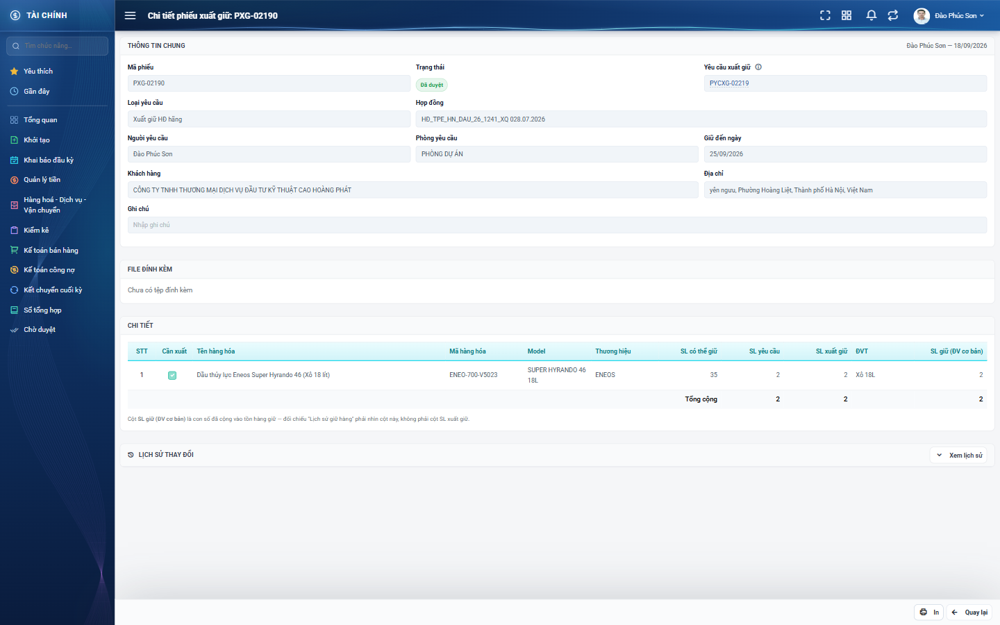 TÀI CHÍNH
Chi tiết phiếu xuất giữ: PXG-02190
Đào Phúc Sơn
Tìm chức năng...
Yêu thích
Gần đây
Tổng quan
Khởi tạo
Khai báo đầu kỳ
Quản lý tiền
Hàng hoá - Dịch vụ -
Vận chuyển
Kiểm kê
Kế toán bán hàng
Kế toán công nợ
Kết chuyển cuối kỳ
Sổ tổng hợp
Chờ duyệt
THÔNG TIN CHUNG
Đào Phúc Sơn — 18/09/2026
Mã phiếu
Trạng thái
Yêu cầu xuất giữ
PXG-02190
Đã duyệt
PYCXG-02219
Loại yêu cầu
Hợp đồng
Xuất giữ HĐ hãng
HĐ_TPE_HN_DAU_26_1241_XQ 028.07.2026
Người yêu cầu
Phòng yêu cầu
Giữ đến ngày
Đào Phúc Sơn
PHÒNG DỰ ÁN
25/09/2026
Khách hàng
Địa chỉ
CÔNG TY TNHH THƯƠNG MẠI DỊCH VỤ ĐẦU TƯ KỸ THUẬT CAO HOÀNG PHÁT
yên ngưu, Phường Hoàng Liệt, Thành phố Hà Nội, Việt Nam
Ghi chú
Nhập ghi chú
FILE ĐÍNH KÈM
Chưa có tệp đính kèm
CHI TIẾT
STT Cần xuất Tên hàng hóa Mã hàng hóa Model Thương hiệu SL có thể giữ SL yêu cầu SL xuất giữ ĐVT SL giữ (ĐV cơ bản)
1 Dầu thủy lực Eneos Super Hyrando 46 (Xô 18 lít) ENEO-700-V5023 SUPER HYRANDO 46 ENEOS 35 2 2 Xô 18L 2
18L
Tổng cộng 2 2 2
Cột SL giữ (ĐV cơ bản) là con số đã cộng vào tồn hàng giữ — đối chiếu "Lịch sử giữ hàng" phải nhìn cột này, không phải cột SL xuất giữ.
LỊCH SỬ THAY ĐỔI
Xem lịch sử
In
Quay lại